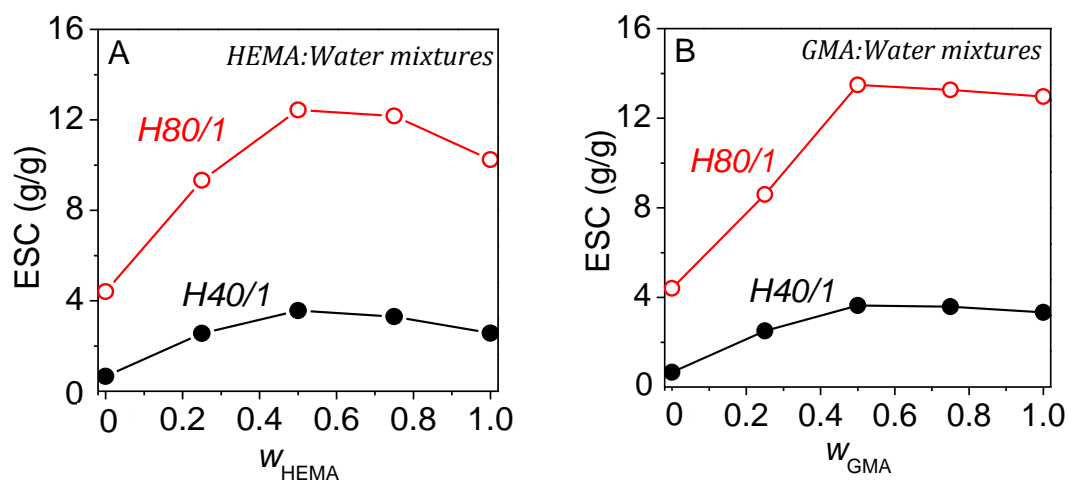 A
HEMA:Water mixtures
ESC (g/g)
16
12
8
4
0
H80/1
H40/1
0 0.2 0.4 0.6 0.8 1.0
wHEMA
B
GMA:Water mixtures
ESC (g/g)
16
12
8
4
0
H80/1
H40/1
0 0.2 0.4 0.6 0.8 1.0
wGMA